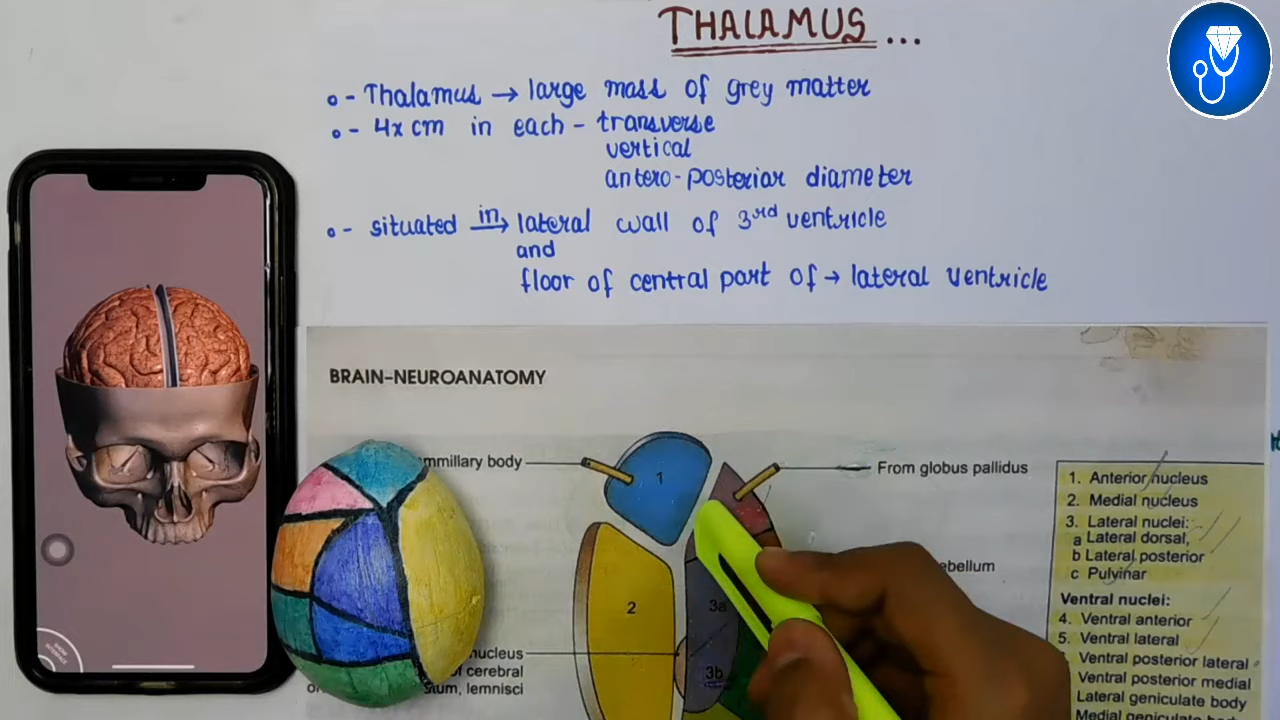 THALAMUS ...
- Thalamus → large mass of grey matter
- 4x cm in each - transverse
vertical
antero-posterior diameter
- situated in→ lateral wall of 3rd ventricle
and
floor of central part of → lateral ventricle
BRAIN–NEUROANATOMY
mmillary body
1
From globus pallidus
2
3a
3b
ebellum
nucleus
cerebral
lemnisci
1. Anterior nucleus
2. Medial nucleus
3. Lateral nuclei:
a Lateral dorsal,
b Lateral posterior
c Pulvinar
Ventral nuclei:
4. Ventral anterior
5. Ventral lateral
Ventral posterior lateral
Ventral posterior medial
Lateral geniculate body
Medial geniculate